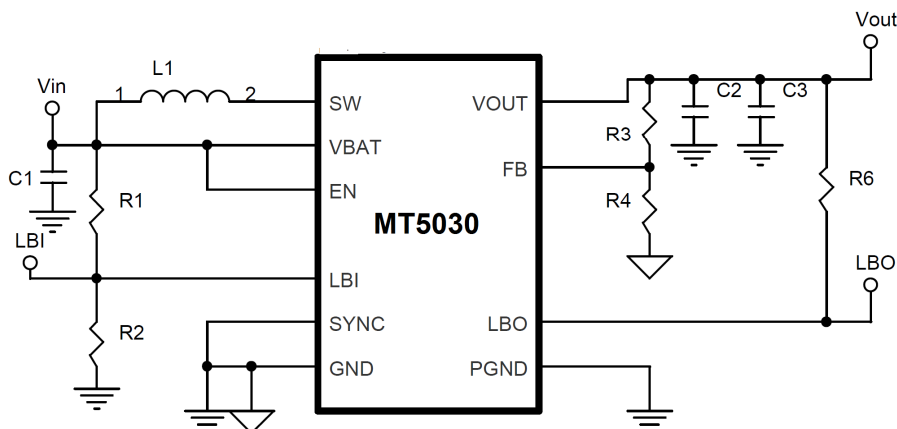 Vout
L1
Vin
1
2
SW
VOUT
C2
C3
R3
VBAT
C1
FB
R6
R1
EN
R4
MT5030
LBI
LBO
LBI
R2
SYNC
LBO
GND
PGND